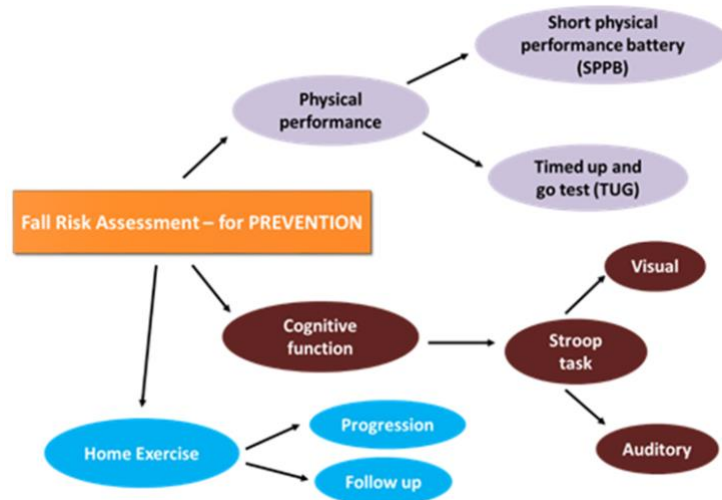 Short physical
performance battery
(SPPB)
Physical
performance
Timed up and
go test (TUG)
Fall Risk Assessment – for PREVENTION
Visual
Cognitive
function
Stroop
task
Auditory
Home Exercise
Progression
Follow up